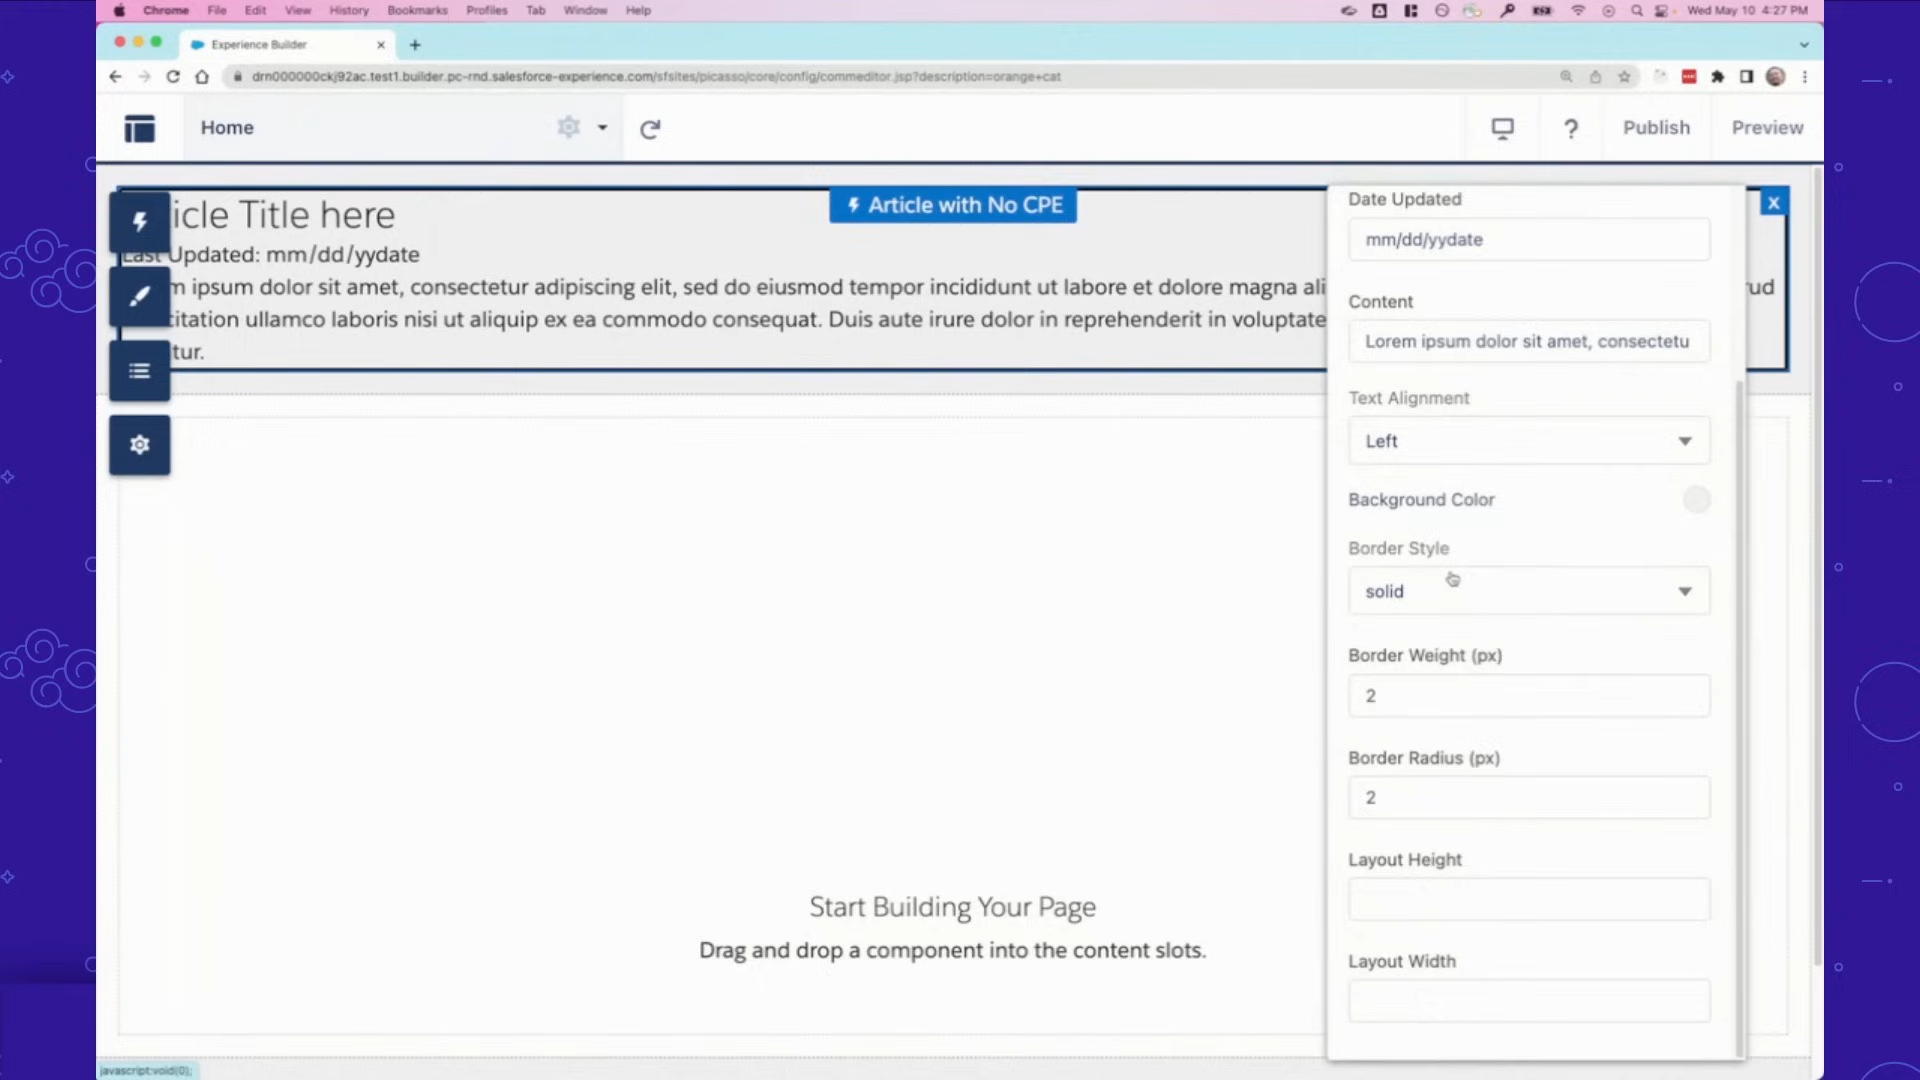 Chrome File Edit View History Bookmarks Profiles Tab Window Help
Wed May 10 4:27 PM
Experience Builder
drn000000ckj92ac.test1.builder.pc-rnd.salesforce-experience.com/sfsites/picasso/core/config/commeditor.jsp?description=orange+cat
Home
? Publish Preview
Article with No CPE
x
icle Title here
Last Updated: mm/dd/yydate
m ipsum dolor sit amet, consectetur adipiscing elit, sed do eiusmod tempor incididunt ut labore et dolore magna ali
rud
citation ullamco laboris nisi ut aliquip ex ea commodo consequat. Duis aute irure dolor in reprehenderit in voluptate
tur.
Date Updated
mm/dd/yydate
Content
Lorem ipsum dolor sit amet, consectetu
Text Alignment
Left
Background Color
Border Style
solid
Border Weight (px)
2
Border Radius (px)
2
Layout Height
Layout Width
Start Building Your Page
Drag and drop a component into the content slots.
javascript:void(0);